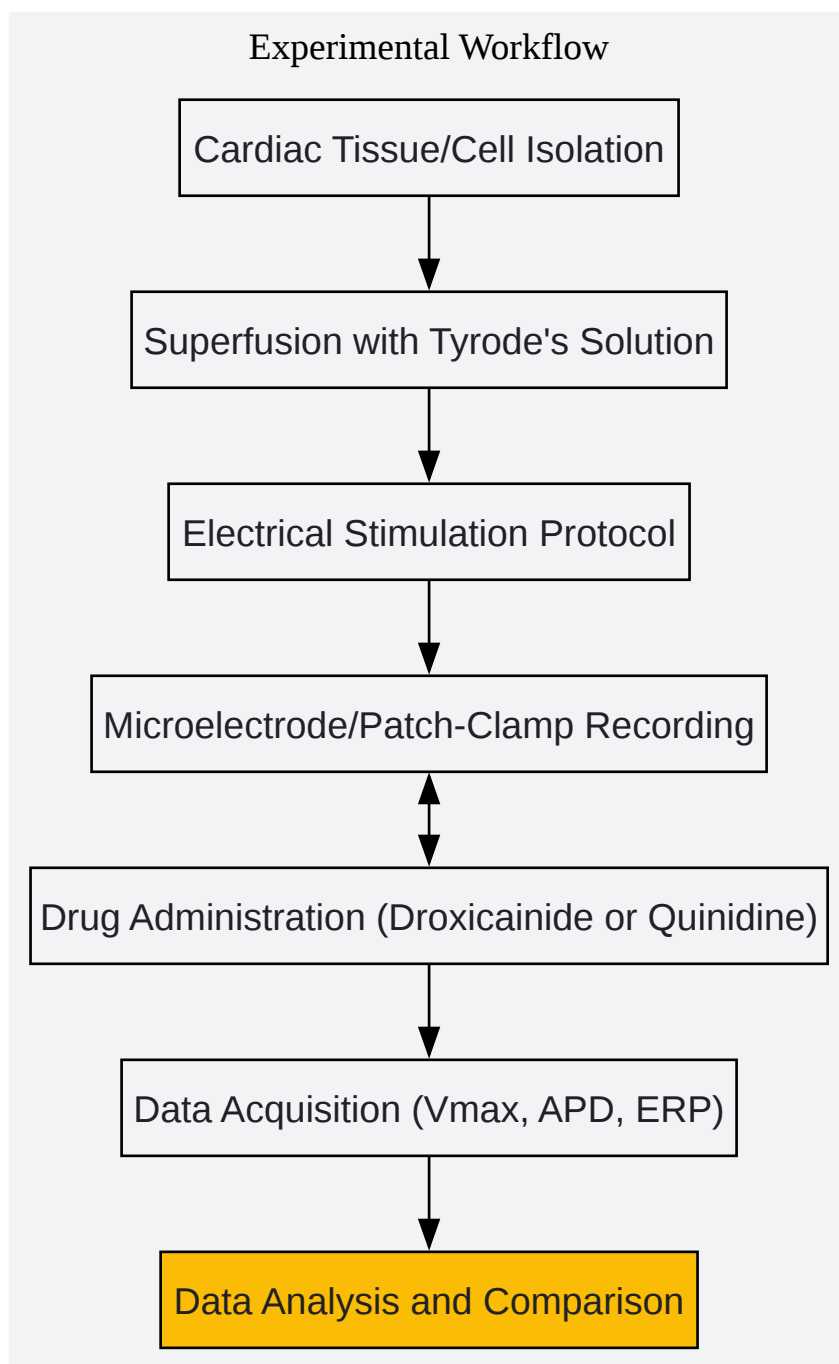 Experimental Workflow
Cardiac Tissue/Cell Isolation
Superfusion with Tyrode's Solution
Electrical Stimulation Protocol
Microelectrode/Patch-Clamp Recording
Drug Administration (Droxicainide or Quinidine)
Data Acquisition (Vmax, APD, ERP)
Data Analysis and Comparison